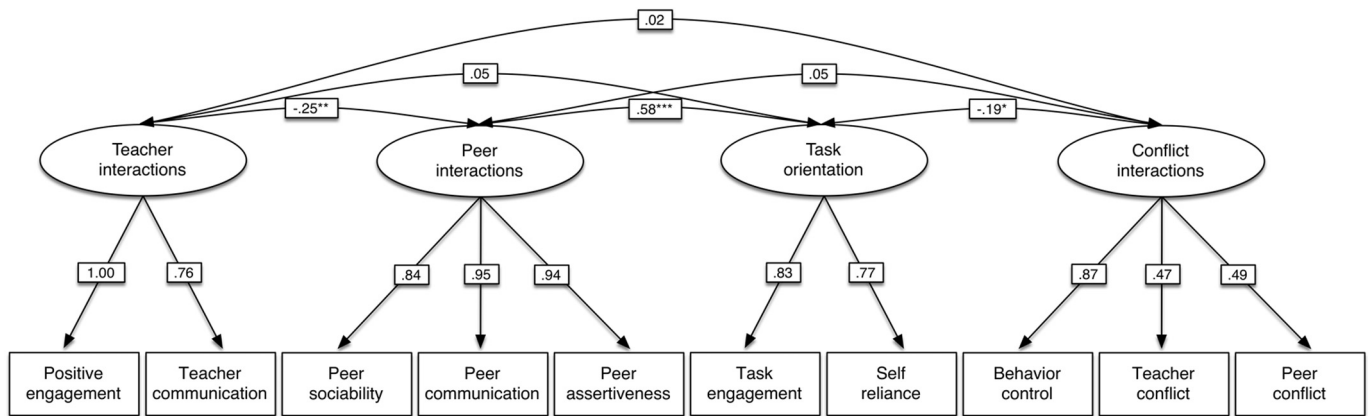 .02
.05
.05
-.25**
.58***
-.19*
Teacher
interactions
Peer
interactions
Task
orientation
Conflict
interactions
1.00
.76
.84
.95
.94
.83
.77
.87
.47
.49
Positive
engagement
Teacher
communication
Peer
sociability
Peer
communication
Peer
assertiveness
Task
engagement
Self
reliance
Behavior
control
Teacher
conflict
Peer
conflict